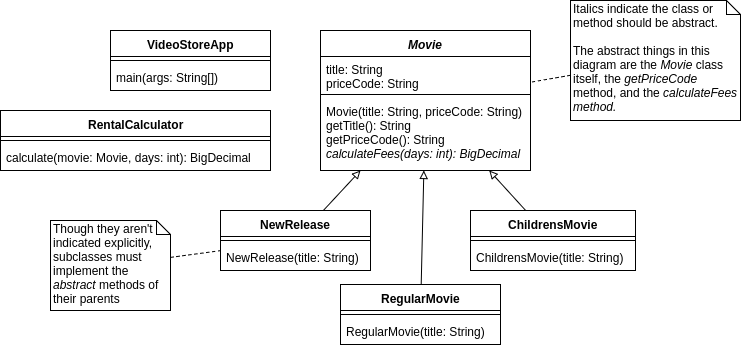 VideoStoreApp
main(args: String[])
RentalCalculator
calculate(movie: Movie, days: int): BigDecimal
Movie
title: String
priceCode: String
Movie(title: String, priceCode: String)
getTitle(): String
getPriceCode(): String
calculateFees(days: int): BigDecimal
Italics indicate the class or
method should be abstract.
The abstract things in this
diagram are the Movie class
itself, the getPriceCode
method, and the calculateFees
method.
Though they aren't
indicated explicitly,
subclasses must
implement the
abstract methods of
their parents
NewRelease
NewRelease(title: String)
ChildrensMovie
ChildrensMovie(title: String)
RegularMovie
RegularMovie(title: String)